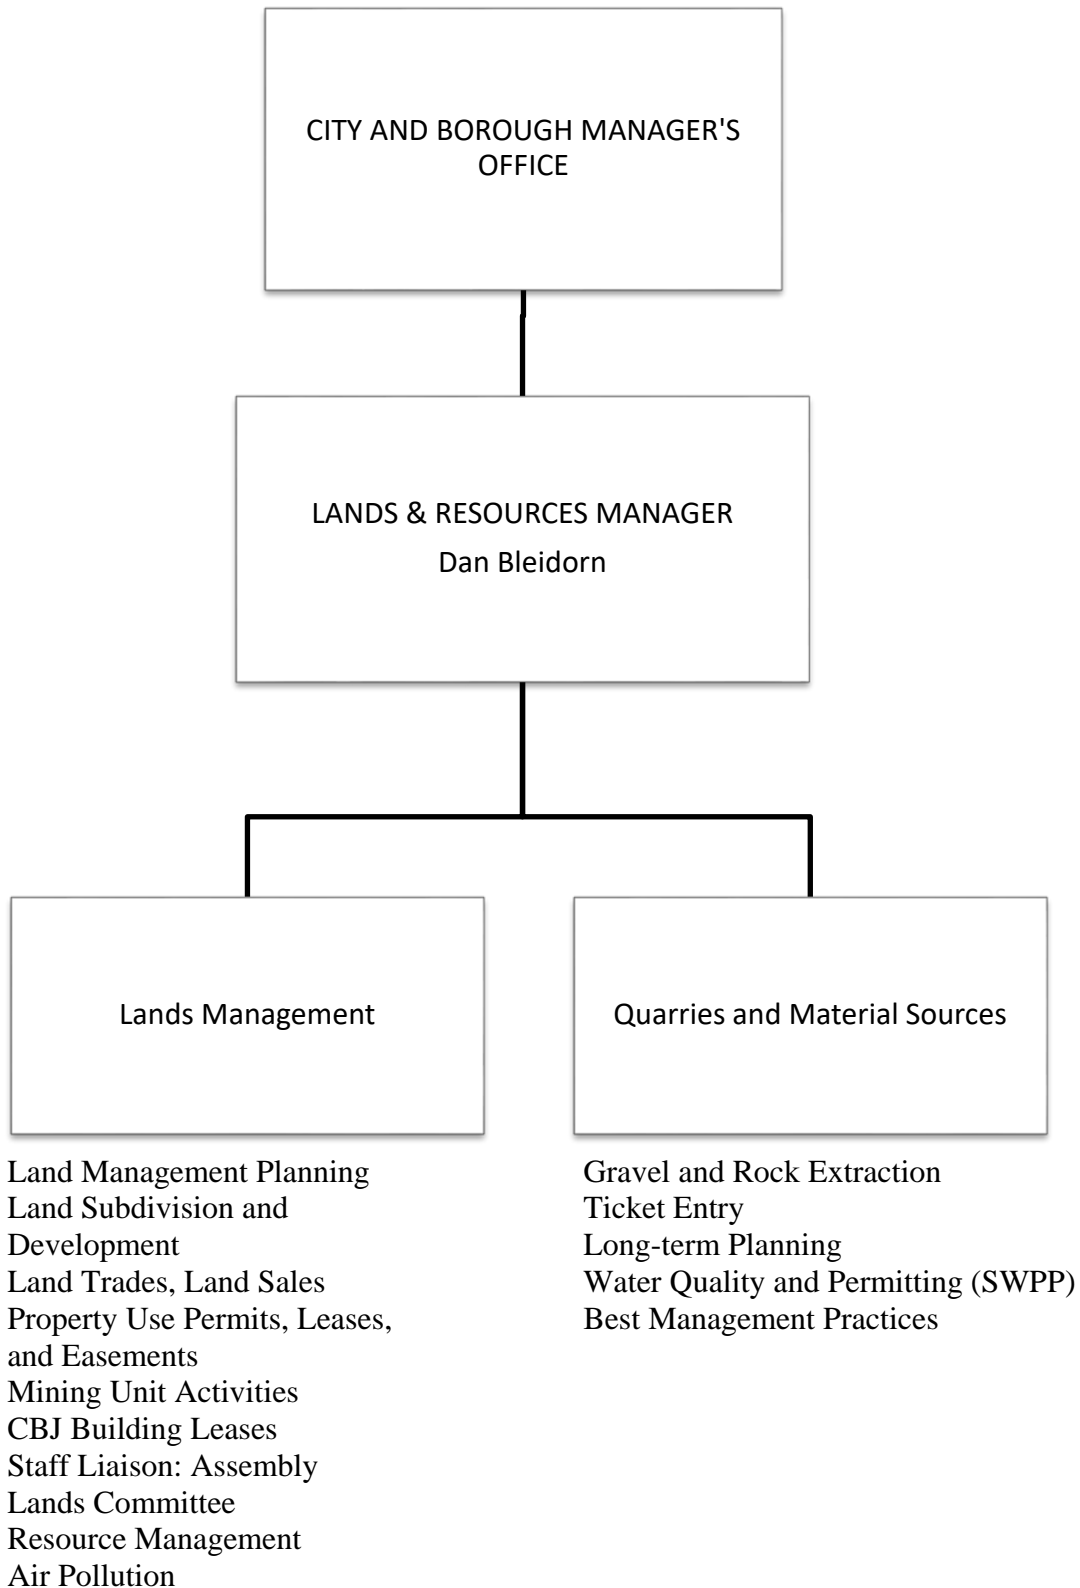 CITY AND BOROUGH MANAGER'S
OFFICE
LANDS & RESOURCES MANAGER
Dan Bleidorn
Lands Management
Quarries and Material Sources
Land Management Planning
Land Subdivision and
Development
Land Trades, Land Sales
Property Use Permits, Leases,
and Easements
Mining Unit Activities
CBJ Building Leases
Staff Liaison: Assembly
Lands Committee
Resource Management
Air Pollution
Gravel and Rock Extraction
Ticket Entry
Long-term Planning
Water Quality and Permitting (SWPP)
Best Management Practices